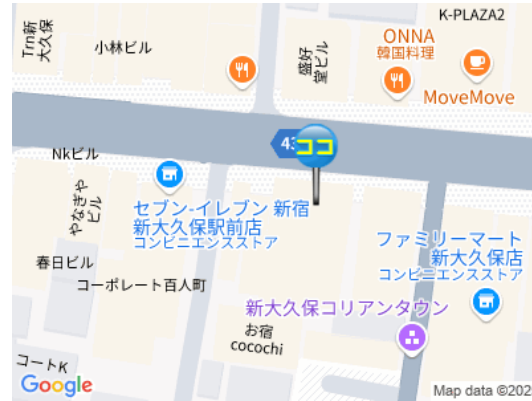 K-PLAZA2
Trn新
大久保
小林ビル
盛好
堂ビル
ONNA
韓国料理
MoveMove
43
ココ
Nkビル
やなぎや
ビル
セブン-イレブン 新宿
新大久保駅前店
コンビニエンスストア
ファミリーマート
新大久保店
コンビニエンスストア
春日ビル
コーポレート百人町
新大久保コリアンタウン
お宿
cocochi
コートK
Google
Map data ©202